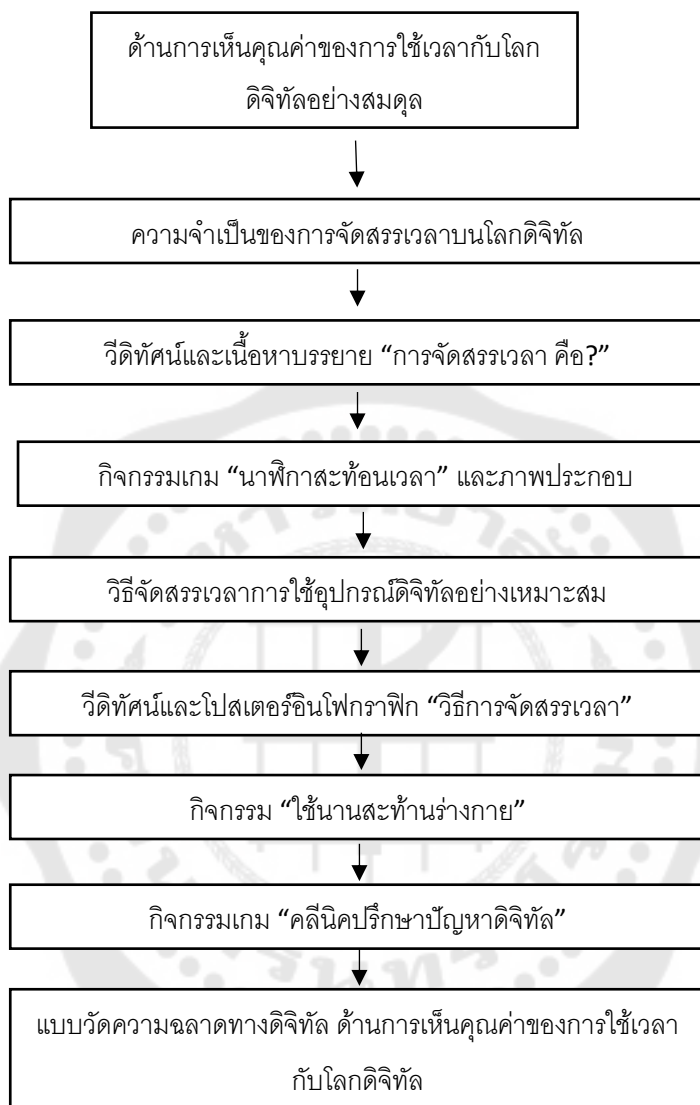 ด้านการเห็นคุณค่าของการใช้เวลากับโลก
ดิจิทัลอย่างสมดุล
ความจำเป็นของการจัดสรรเวลาบนโลกดิจิทัล
วีดิทัศน์และเนื้อหาบรรยาย “การจัดสรรเวลา คือ?”
กิจกรรมเกม “นาฬิกาสะท้อนเวลา” และภาพประกอบ
วิธีจัดสรรเวลาการใช้อุปกรณ์ดิจิทัลอย่างเหมาะสม
วีดิทัศน์และโปสเตอร์อินโฟกราฟิก “วิธีการจัดสรรเวลา”
กิจกรรม “ใช้นานสะท้านร่างกาย”
กิจกรรมเกม “คลีนิคปรึกษาปัญหาดิจิทัล”
แบบวัดความฉลาดทางดิจิทัล ด้านการเห็นคุณค่าของการใช้เวลา
กับโลกดิจิทัล